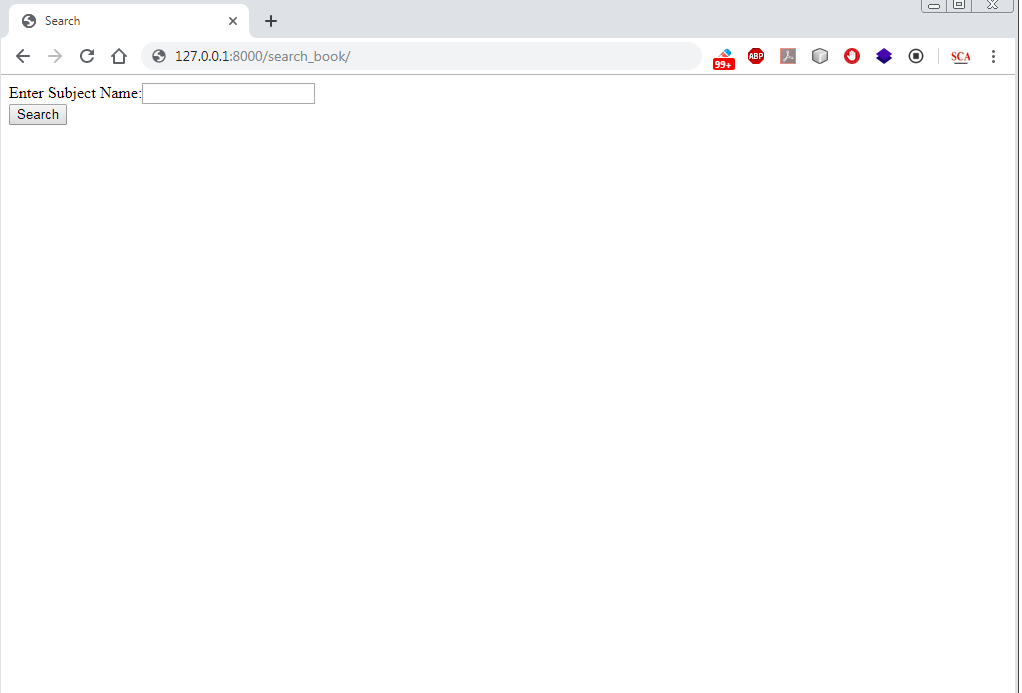 Search
127.0.0.1:8000/search_book/
99+
ABP
SCA
Enter Subject Name:
Search